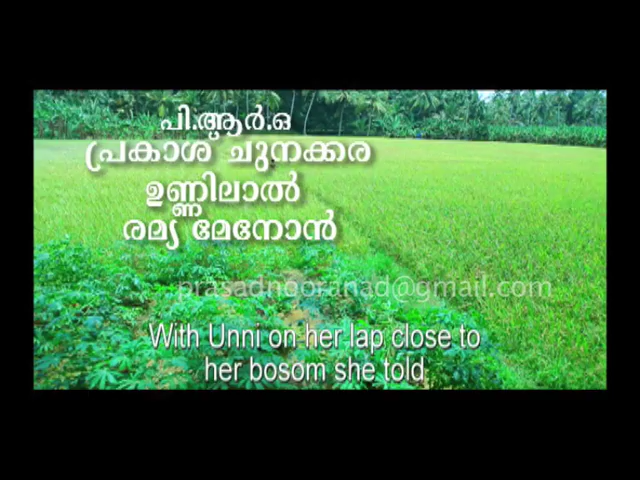 പി.ആർ.ഒ
പ്രകാശ് ചുനക്കര
ഉണ്ണിലാൽ
രമ്യ മേനോൻ
prasadnooranad@gmail.com
With Unni on her lap close to
her bosom she told